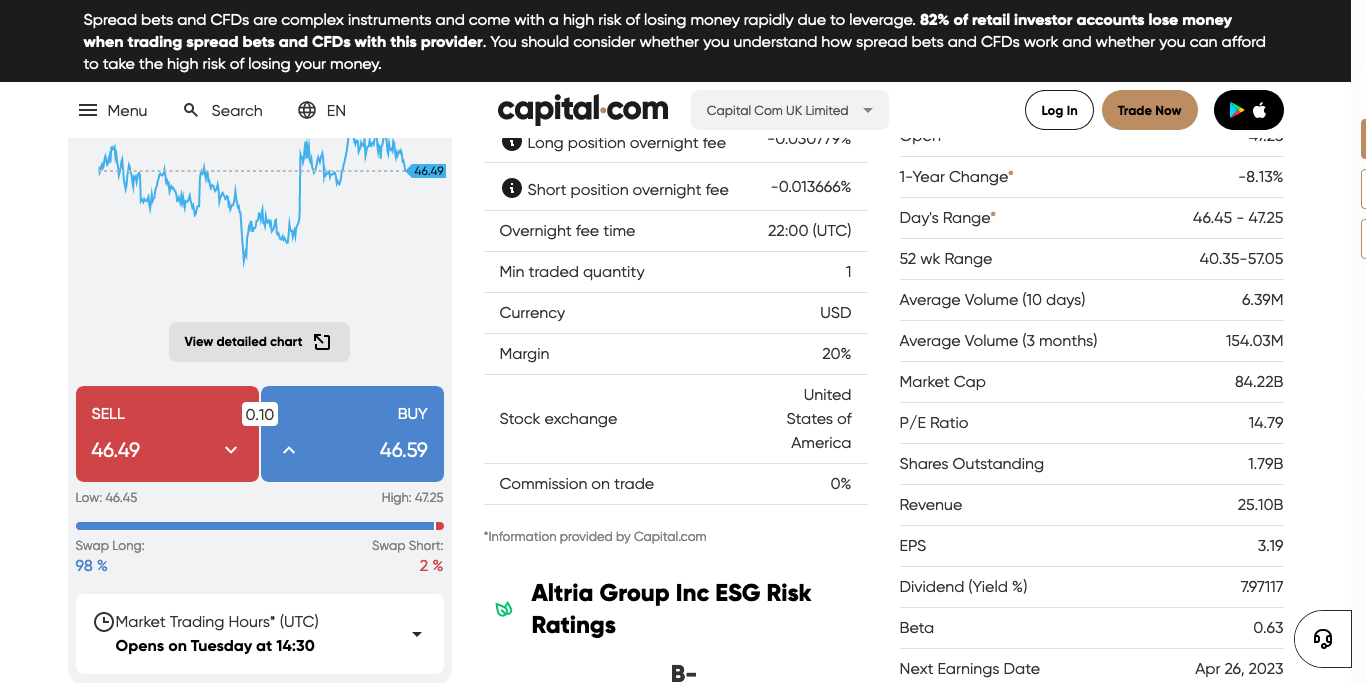 Spread bets and CFDs are complex instruments and come with a high risk of losing money rapidly due to leverage. 82% of retail investor accounts lose money
when trading spread bets and CFDs with this provider. You should consider whether you understand how spread bets and CFDs work and whether you can afford
to take the high risk of losing your money.
Menu
Search
EN
capital.com
Capital Com UK Limited
Log In
Trade Now
46.49
View detailed chart
SELL
46.49
0.10
BUY
46.59
Low: 46.45
High: 47.25
Swap Long:
98 %
Swap Short:
2 %
Market Trading Hours* (UTC)
Opens on Tuesday at 14:30
Long position overnight fee -0.030779%
Short position overnight fee -0.013666%
Overnight fee time 22:00 (UTC)
Min traded quantity 1
Currency USD
Margin 20%
Stock exchange
United
States of
America
Commission on trade 0%
*Information provided by Capital.com
Altria Group Inc ESG Risk
Ratings
B-
Open 47.25
1-Year Change* -8.13%
Day's Range* 46.45 - 47.25
52 wk Range 40.35-57.05
Average Volume (10 days) 6.39M
Average Volume (3 months) 154.03M
Market Cap 84.22B
P/E Ratio 14.79
Shares Outstanding 1.79B
Revenue 25.10B
EPS 3.19
Dividend (Yield %) 7.97117
Beta 0.63
Next Earnings Date Apr 26, 2023